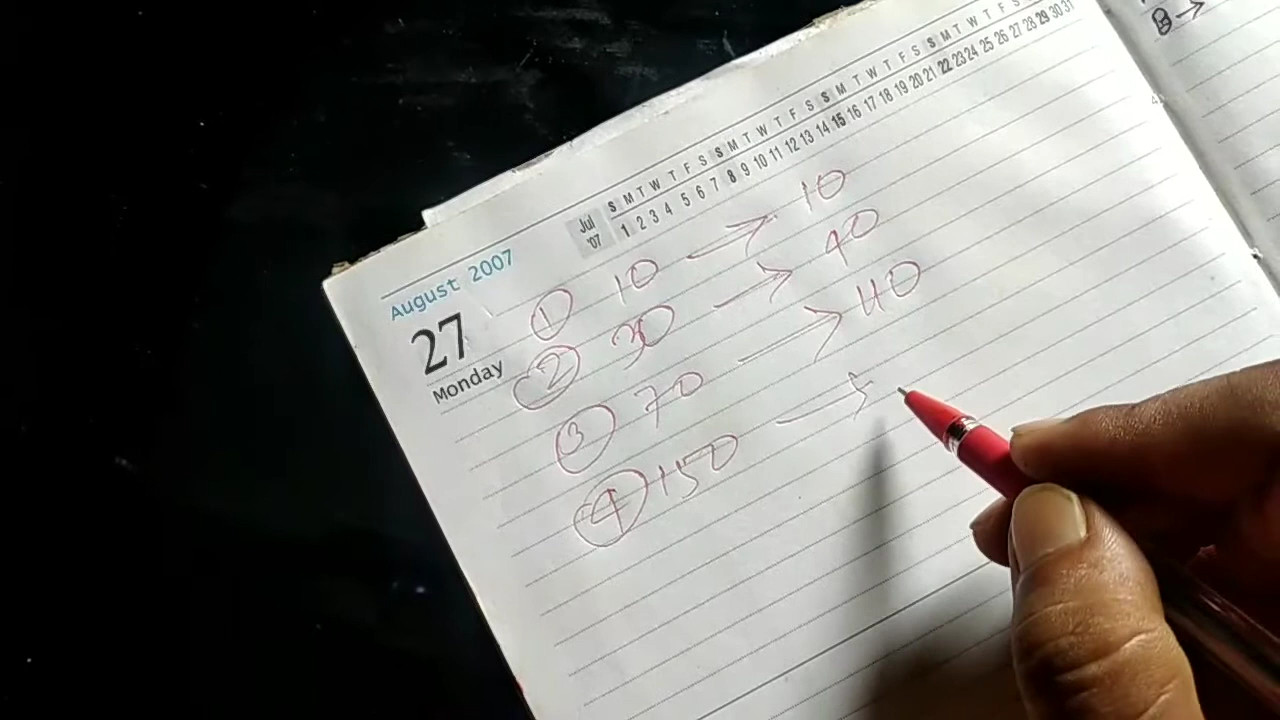 S M T W T F S S M T W T F S S M T W T F S S M T W T F S S M T
Jul '07 1 2 3 4 5 6 7 8 9 10 11 12 13 14 15 16 17 18 19 20 21 22 23 24 25 26 27 28 29 30 31
August 2007
27
Monday
① 10 → 10
② 30 → 40
③ 70 → 110
④ 150 →
8→